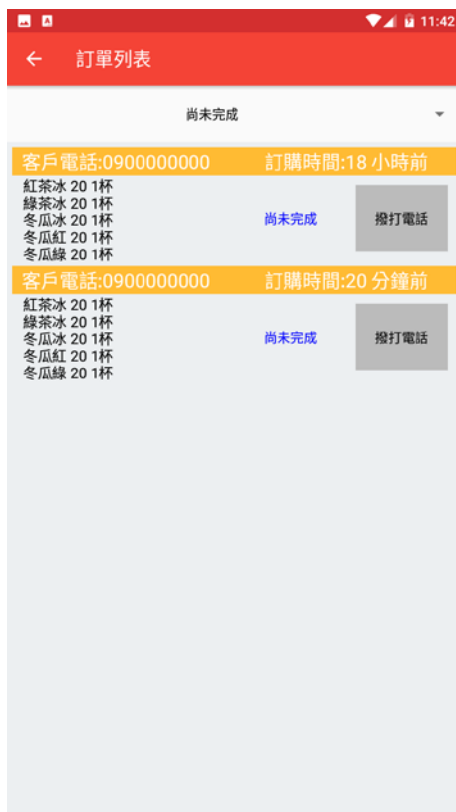 11:42
訂單列表
尚未完成
客戶電話:0900000000 訂購時間:18 小時前
紅茶冰 20 1杯
綠茶冰 20 1杯
冬瓜冰 20 1杯
冬瓜紅 20 1杯
冬瓜綠 20 1杯
尚未完成
撥打電話
客戶電話:0900000000 訂購時間:20 分鐘前
紅茶冰 20 1杯
綠茶冰 20 1杯
冬瓜冰 20 1杯
冬瓜紅 20 1杯
冬瓜綠 20 1杯
尚未完成
撥打電話